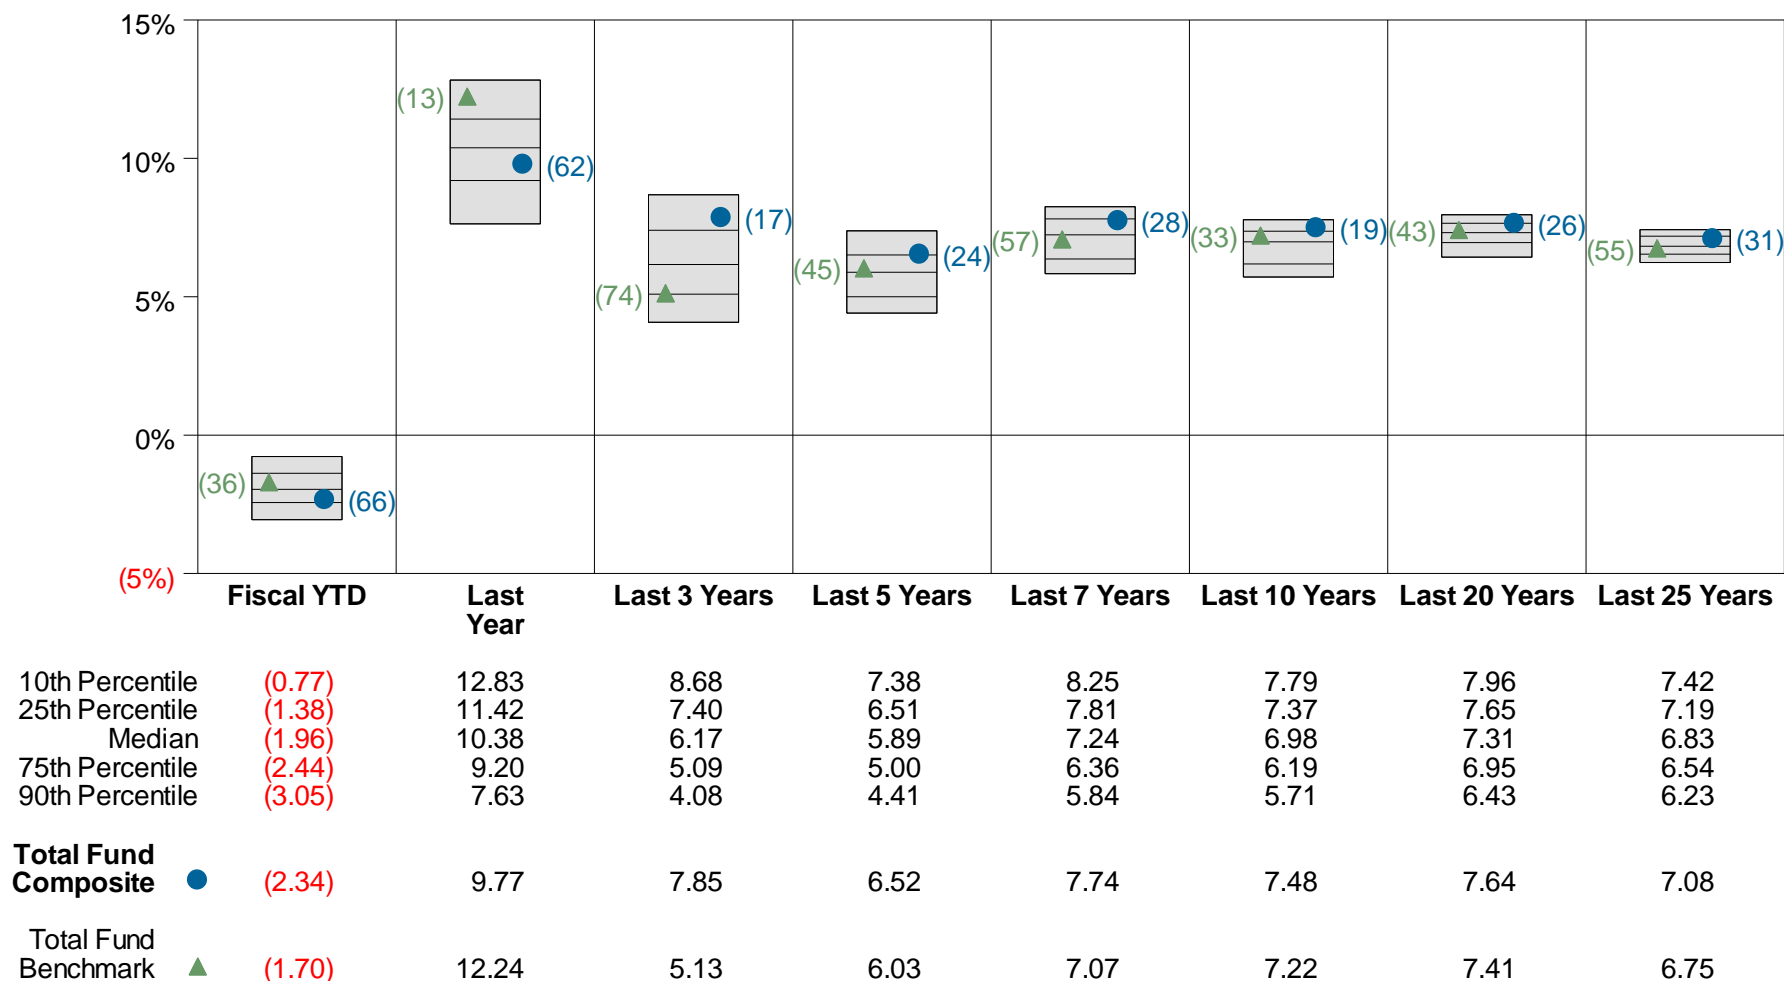 15%
10%
5%
0%
(5%)
(36)
(66)
(13)
(62)
(74)
(17)
(45)
(24)
(57)
(28)
(33)
(19)
(43)
(26)
(55)
(31)
Fiscal YTD Last Year Last 3 Years Last 5 Years Last 7 Years Last 10 Years Last 20 Years Last 25 Years
10th Percentile (0.77) 12.83 8.68 7.38 8.25 7.79 7.96 7.42
25th Percentile (1.38) 11.42 7.40 6.51 7.81 7.37 7.65 7.19
Median (1.96) 10.38 6.17 5.89 7.24 6.98 7.31 6.83
75th Percentile (2.44) 9.20 5.09 5.00 6.36 6.19 6.95 6.54
90th Percentile (3.05) 7.63 4.08 4.41 5.84 5.71 6.43 6.23
Total Fund
Composite (2.34) 9.77 7.85 6.52 7.74 7.48 7.64 7.08
Total Fund
Benchmark (1.70) 12.24 5.13 6.03 7.07 7.22 7.41 6.75